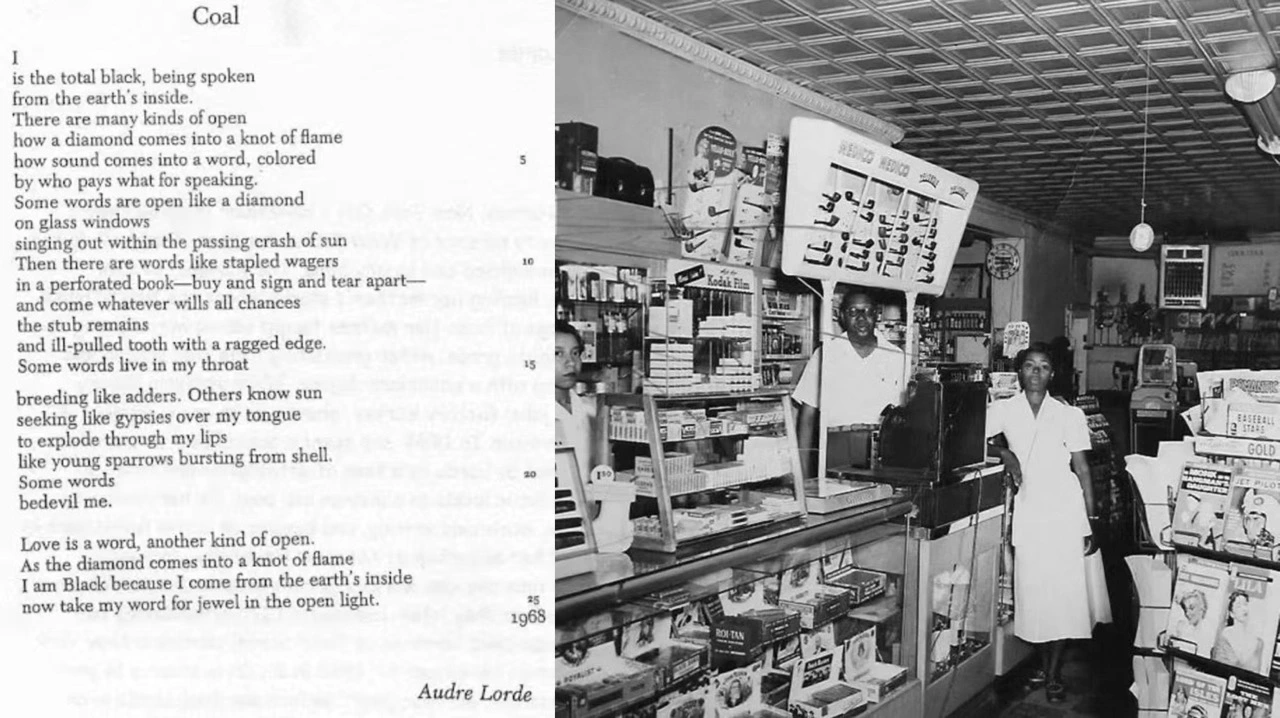 Coal
I
is the total black, being spoken
from the earth's inside.
There are many kinds of open
how a diamond comes into a knot of flame
how sound comes into a word, colored
5
by who pays what for speaking.
Some words are open like a diamond
on glass windows
singing out within the passing crash of sun
Then there are words like stapled wagers
10
in a perforated book—buy and sign and tear apart—
and come whatever wills all chances
the stub remains
and ill-pulled tooth with a ragged edge.
Some words live in my throat
15
breeding like adders. Others know sun
seeking like gypsies over my tongue
to explode through my lips
like young sparrows bursting from shell.
Some words
20
bedevil me.
Love is a word, another kind of open.
As the diamond comes into a knot of flame
I am Black because I come from the earth's inside
now take my word for jewel in the open light.
25
1968
Audre Lorde
MEDICO MEDICO
Kodak Film
ROI-TAN
BASEBALL
STARS
GOLD
HANGMAN'S
DAUGHTER
JET PILOT